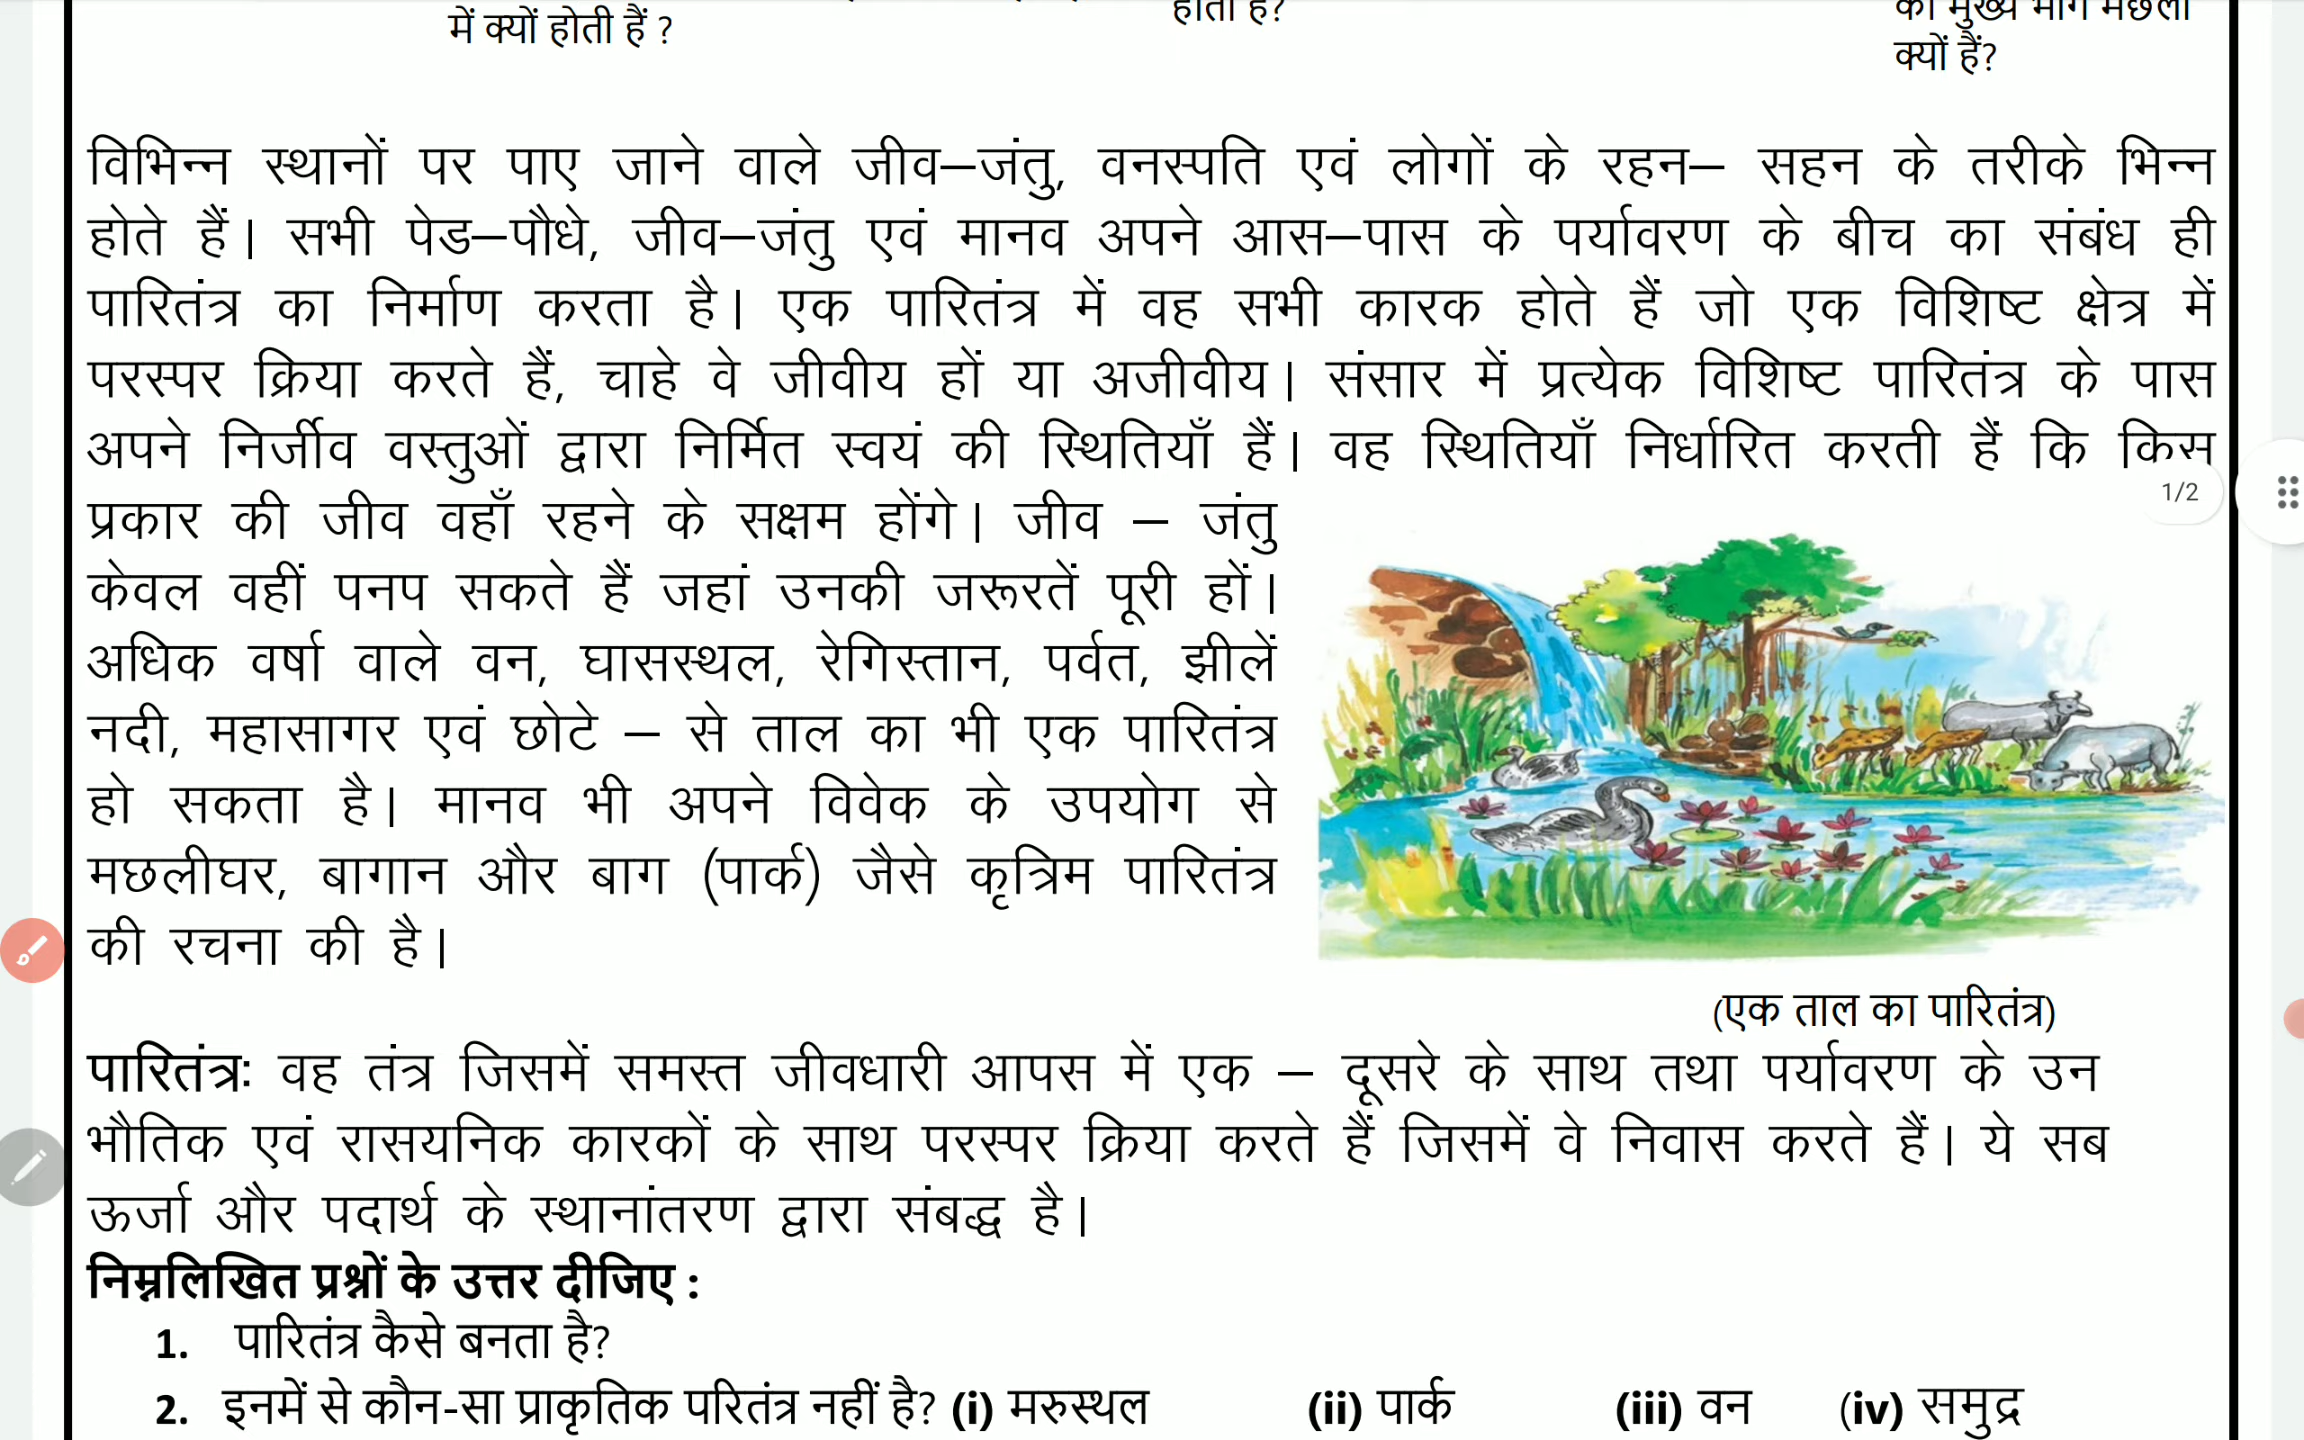 में क्यों होती हैं ?
होता है?
का मुख्य भाग मछली
क्यों हैं?
विभिन्न स्थानों पर पाए जाने वाले जीव–जंतु, वनस्पति एवं लोगों के रहन– सहन के तरीके भिन्न
होते हैं। सभी पेड–पौधे, जीव–जंतु एवं मानव अपने आस–पास के पर्यावरण के बीच का संबंध ही
पारितंत्र का निर्माण करता है। एक पारितंत्र में वह सभी कारक होते हैं जो एक विशिष्ट क्षेत्र में
परस्पर क्रिया करते हैं, चाहे वे जीवीय हों या अजीवीय। संसार में प्रत्येक विशिष्ट पारितंत्र के पास
अपने निर्जीव वस्तुओं द्वारा निर्मित स्वयं की स्थितियाँ हैं। वह स्थितियाँ निर्धारित करती हैं कि किस
1/2
प्रकार की जीव वहाँ रहने के सक्षम होंगे। जीव – जंतु
केवल वहीं पनप सकते हैं जहां उनकी जरूरतें पूरी हों।
अधिक वर्षा वाले वन, घासस्थल, रेगिस्तान, पर्वत, झीलें
नदी, महासागर एवं छोटे – से ताल का भी एक पारितंत्र
हो सकता है। मानव भी अपने विवेक के उपयोग से
मछलीघर, बागान और बाग (पार्क) जैसे कृत्रिम पारितंत्र
की रचना की है।
(एक ताल का पारितंत्र)
पारितंत्रः वह तंत्र जिसमें समस्त जीवधारी आपस में एक – दूसरे के साथ तथा पर्यावरण के उन
भौतिक एवं रासयनिक कारकों के साथ परस्पर क्रिया करते हैं जिसमें वे निवास करते हैं। ये सब
ऊर्जा और पदार्थ के स्थानांतरण द्वारा संबद्ध है।
निम्नलिखित प्रश्नों के उत्तर दीजिए :
1. पारितंत्र कैसे बनता है?
2. इनमें से कौन-सा प्राकृतिक परितंत्र नहीं है? (i) मरुस्थल (ii) पार्क (iii) वन (iv) समुद्र